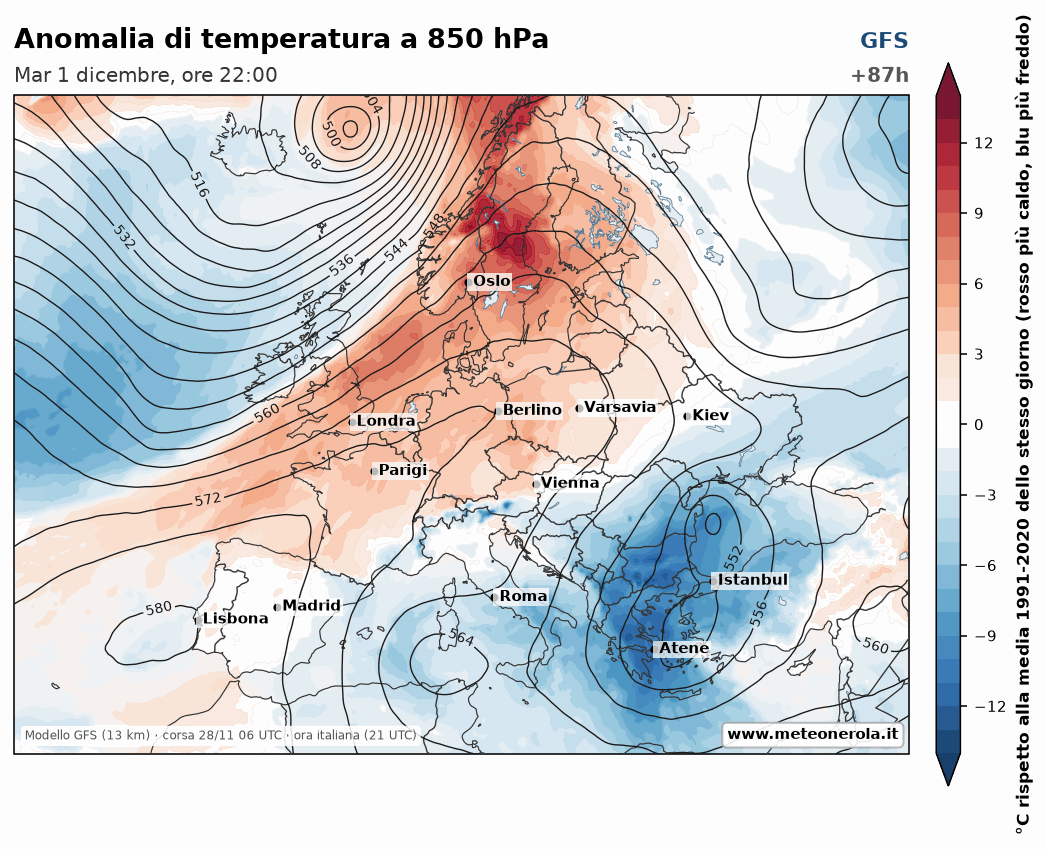 Anomalia di temperatura a 850 hPa
GFS
Mar 1 dicembre, ore 22:00
+87h
504
500
508
516
532
536
544
548
560
572
580
564
552
556
560
Oslo
Londra
Berlino
Varsavia
Kiev
Parigi
Vienna
Istanbul
Roma
Madrid
Lisbona
Atene
Modello GFS (13 km) · corsa 28/11 06 UTC · ora italiana (21 UTC)
www.meteonerola.it
12
9
6
3
0
−3
−6
−9
−12
°C rispetto alla media 1991-2020 dello stesso giorno (rosso più caldo, blu più freddo)